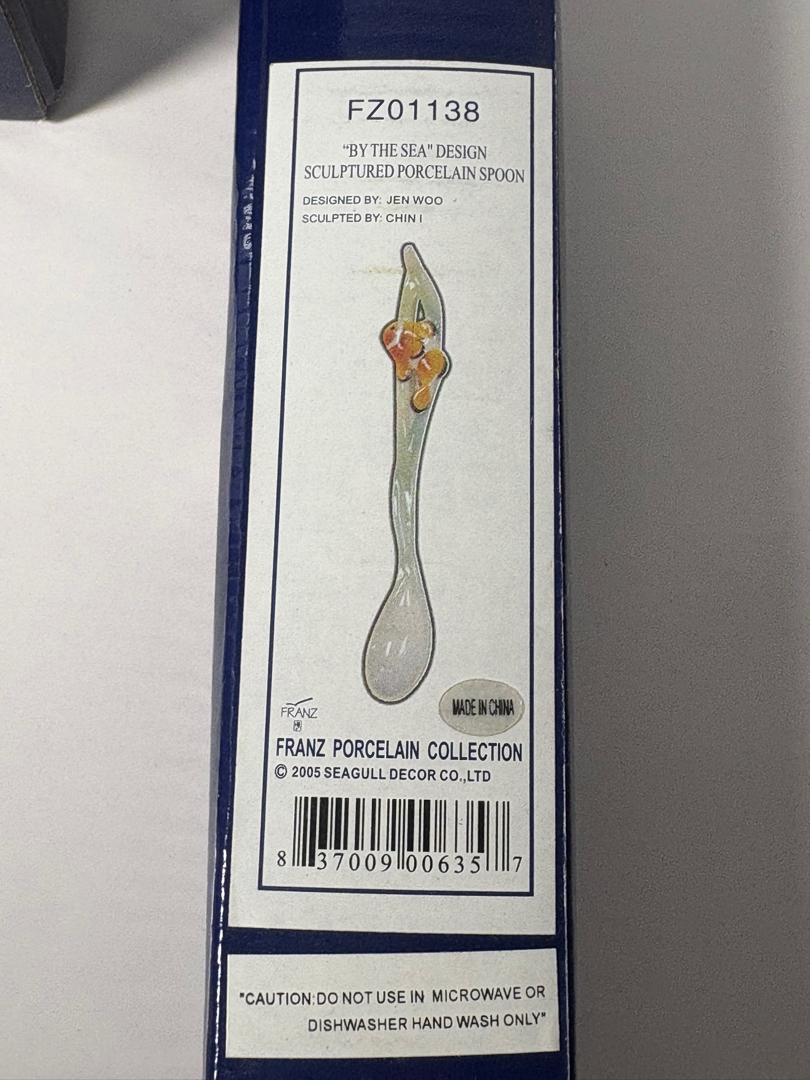 FZ01138
"BY THE SEA" DESIGN
SCULPTURED PORCELAIN SPOON
DESIGNED BY: JEN WOO
SCULPTED BY: CHIN I
FRANZ
MADE IN CHINA
FRANZ PORCELAIN COLLECTION
© 2005 SEAGULL DECOR CO.,LTD
8 37009 00635 7
"CAUTION:DO NOT USE IN MICROWAVE OR
DISHWASHER HAND WASH ONLY"